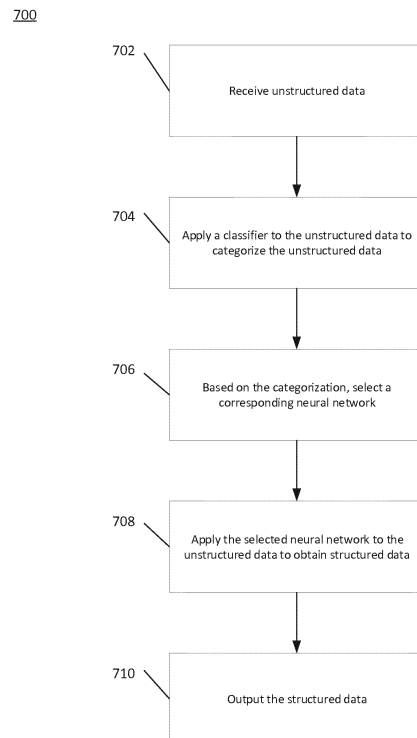 700
702
Receive unstructured data
704
Apply a classifier to the unstructured data to
categorize the unstructured data
706
Based on the categorization, select a
corresponding neural network
708
Apply the selected neural network to the
unstructured data to obtain structured data
710
Output the structured data